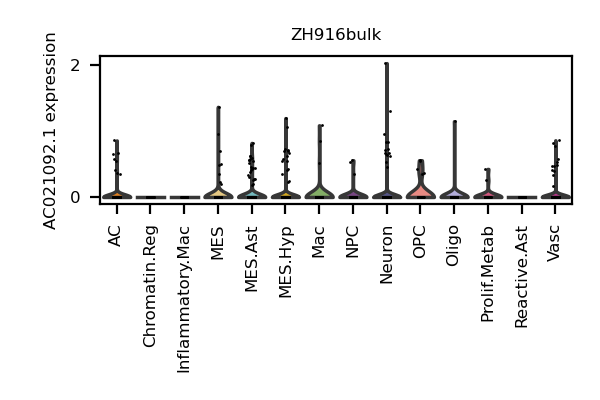 ZH916bulk
AC021092.1 expression
2
0
AC
Chromatin.Reg
Inflammatory.Mac
MES
MES.Ast
MES.Hyp
Mac
NPC
Neuron
OPC
Oligo
Prolif.Metab
Reactive.Ast
Vasc